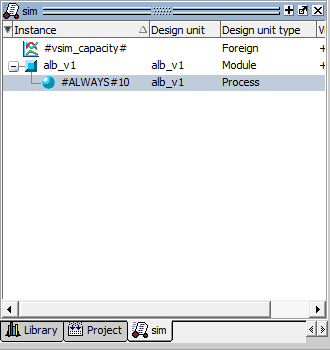 sim
Instance Design unit Design unit type
#vsim_capacity# Foreign
alb_v1 alb_v1 Module
#ALWAYS#10 alb_v1 Process
Library Project sim